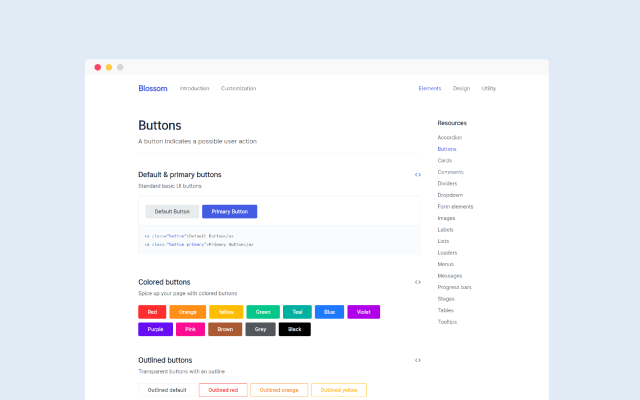 Blossom Introduction Customization Elements Design Utility
Buttons
A button indicates a possible user action
Default & primary buttons <>
Standard basic UI buttons
Default Button Primary Button
<a class="button">Default Button</a>
<a class="button primary">Primary Button</a>
Colored buttons <>
Spice up your page with colored buttons
Red Orange Yellow Green Teal Blue Violet
Purple Pink Brown Grey Black
Outlined buttons <>
Transparent buttons with an outline
Outlined default Outlined red Outlined orange Outlined yellow
Resources
Accordion
Buttons
Cards
Comments
Dividers
Dropdown
Form elements
Images
Labels
Lists
Loaders
Menus
Messages
Progress bars
Stages
Tables
Tooltips